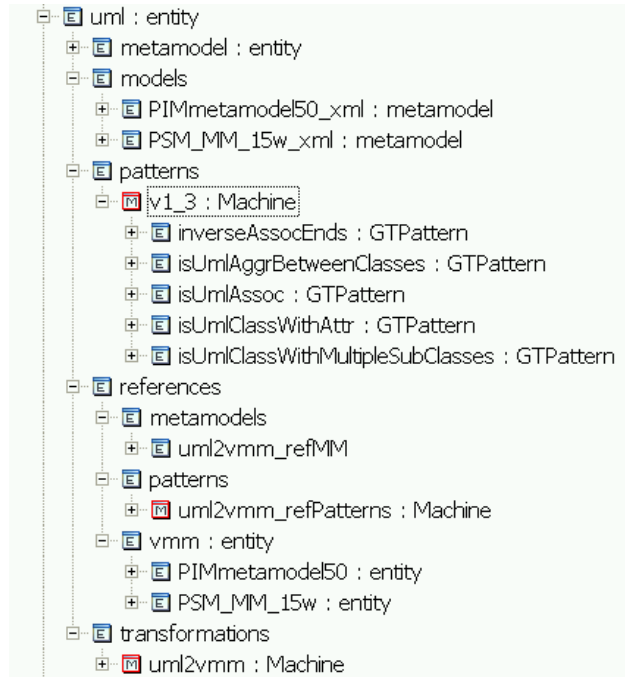 uml : entity
metamodel : entity
models
PIMmetamodel50_xml : metamodel
PSM_MM_15w_xml : metamodel
patterns
v1_3 : Machine
inverseAssocEnds : GTPattern
isUmlAggrBetweenClasses : GTPattern
isUmlAssoc : GTPattern
isUmlClassWithAttr : GTPattern
isUmlClassWithMultipleSubClasses : GTPattern
references
metamodels
uml2vmm_refMM
patterns
uml2vmm_refPatterns : Machine
vmm : entity
PIMmetamodel50 : entity
PSM_MM_15w : entity
transformations
uml2vmm : Machine